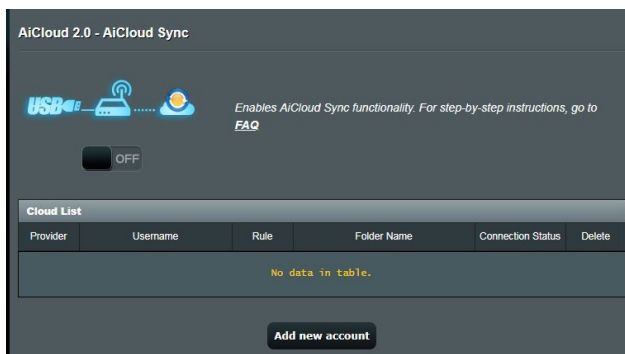 AiCloud 2.0 - AiCloud Sync
USB
Enables AiCloud Sync functionality. For step-by-step instructions, go to
FAQ
OFF
Cloud List
Provider Username Rule Folder Name Connection Status Delete
No data in table.
Add new account